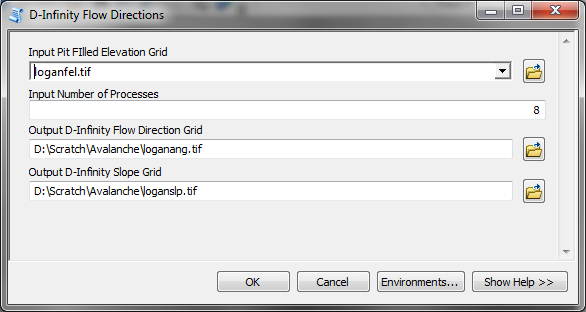 D-Infinity Flow Directions
Input Pit FIlled Elevation Grid
loganfel.tif
Input Number of Processes
8
Output D-Infinity Flow Direction Grid
D:\Scratch\Avalanche\loganang.tif
Output D-Infinity Slope Grid
D:\Scratch\Avalanche\loganslp.tif
OK Cancel Environments... Show Help >>